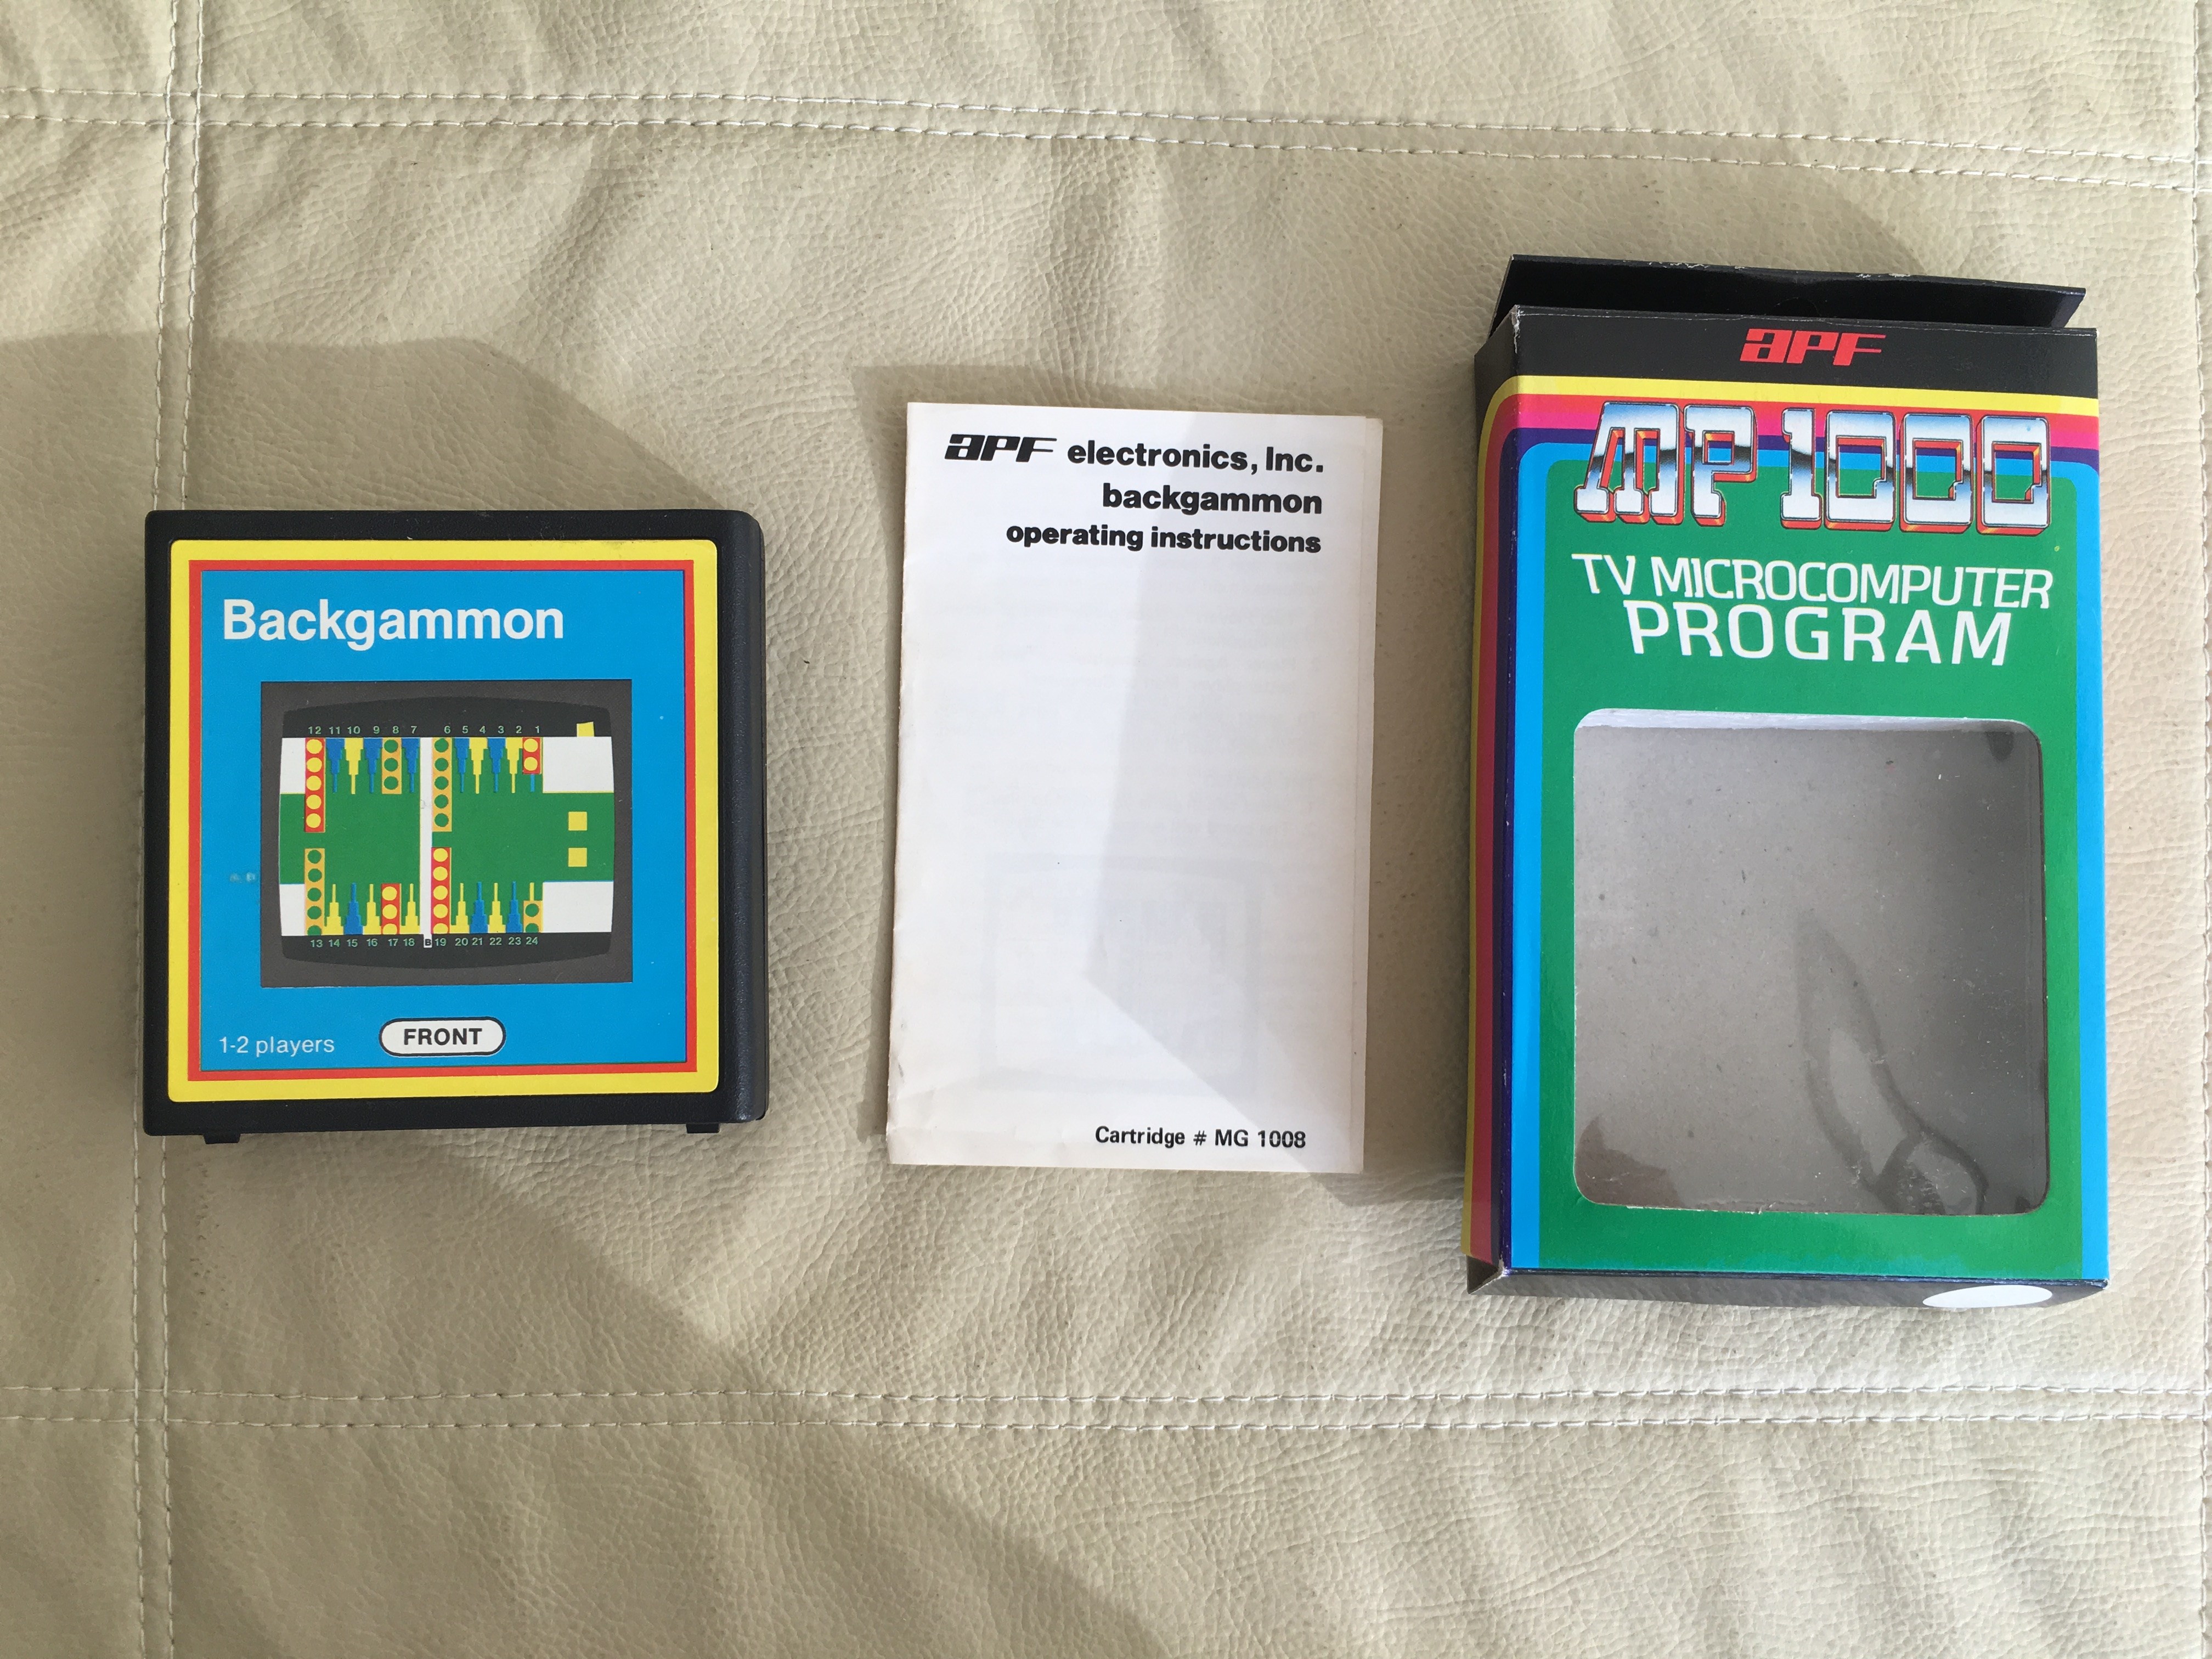 Backgammon
12 11 10 9 8 7 6 5 4 3 2 1
13 14 15 16 17 18 B 19 20 21 22 23 24
1-2 players
FRONT
apf electronics, Inc.
backgammon
operating instructions
Cartridge # MG 1008
apf
MP 1000
TV MICROCOMPUTER
PROGRAM